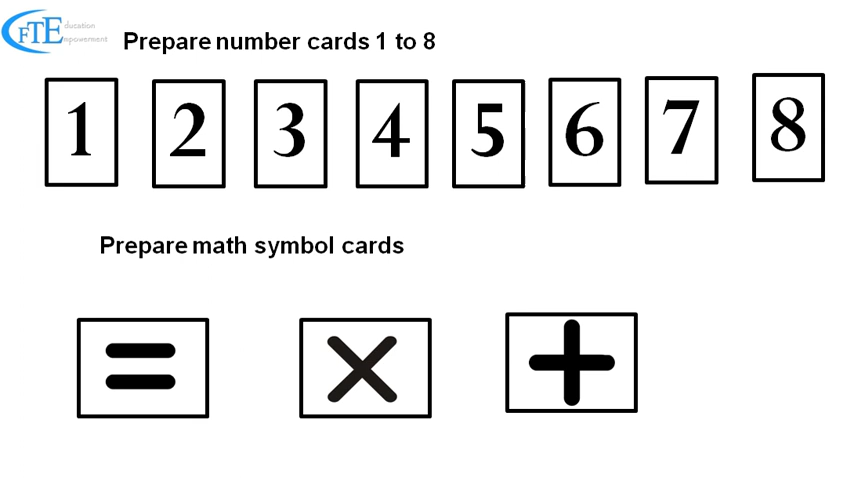 CFTE ducation
mpowerment
Prepare number cards 1 to 8
1 2 3 4 5 6 7 8
Prepare math symbol cards
= × +